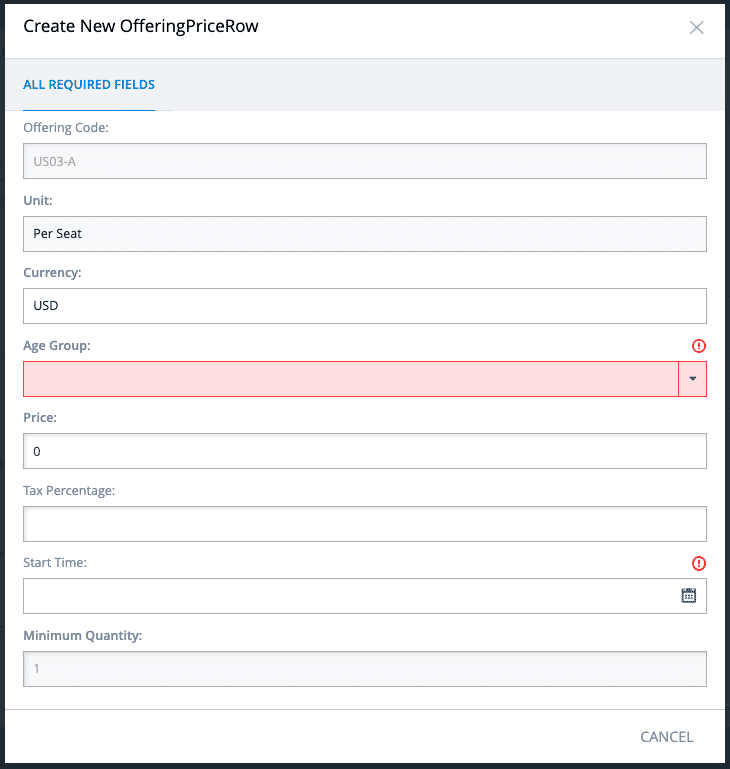 Create New OfferingPriceRow
ALL REQUIRED FIELDS
Offering Code:
US03-A
Unit:
Per Seat
Currency:
USD
Age Group:
Price:
0
Tax Percentage:
Start Time:
Minimum Quantity:
1
CANCEL